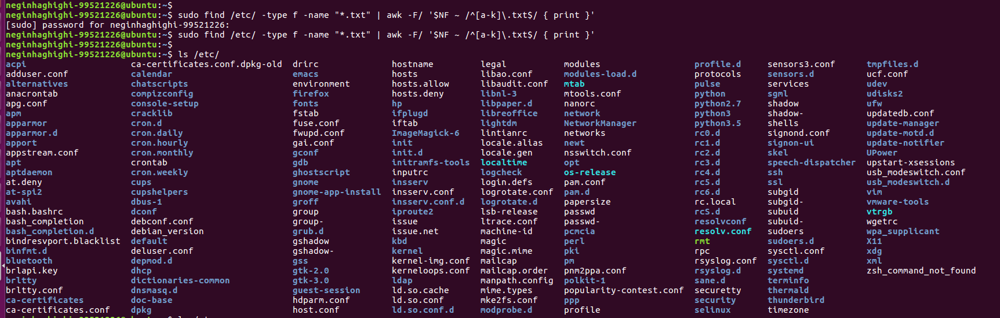 neginhaghighi-99521226@ubuntu:~$
neginhaghighi-99521226@ubuntu:~$ sudo find /etc/ -type f -name "*.txt" | awk -F/ '$NF ~ /^[a-k]\.txt$/ { print }'
[sudo] password for neginhaghighi-99521226:
neginhaghighi-99521226@ubuntu:~$ sudo find /etc/ -type f -name "*.txt" | awk -F/ '$NF ~ /^[a-k]\.txt$/ { print }'
neginhaghighi-99521226@ubuntu:~$
neginhaghighi-99521226@ubuntu:~$ ls /etc/
acpi ca-certificates.conf.dpkg-old drirc hostname legal modules profile.d sensors3.conf tmpfiles.d
adduser.conf calendar emacs hosts libao.conf modules-load.d protocols sensors.d ucf.conf
alternatives chatscripts environment hosts.allow libaudit.conf mtab pulse services udev
anacrontab compizconfig firefox hosts.deny libnl-3 mtools.conf python sgml udisks2
apg.conf console-setup fonts hp libpaper.d nanorc python2.7 shadow ufw
apm cracklib fstab ifplugd libreoffice network python3 shadow- updatedb.conf
apparmor cron.d fuse.conf iftab lightdm NetworkManager python3.5 shells update-manager
apparmor.d cron.daily fwupd.conf ImageMagick-6 lintianrc networks rc0.d signond.conf update-motd.d
apport cron.hourly gai.conf init locale.alias newt rc1.d signon-ui update-notifier
appstream.conf cron.monthly gconf init.d locale.gen nsswitch.conf rc2.d skel UPower
apt crontab gdb initramfs-tools localtime opt rc3.d speech-dispatcher upstart-xsessions
aptdaemon cron.weekly ghostscript inputrc logcheck os-release rc4.d ssh usb_modeswitch.conf
at.deny cups gnome insserv login.defs pam.conf rc5.d ssl usb_modeswitch.d
at-spi2 cupshelpers gnome-app-install insserv.conf logrotate.conf pam.d rc6.d subgid vim
avahi dbus-1 groff insserv.conf.d logrotate.d papersize rc.local subgid- vmware-tools
bash.bashrc dconf group iproute2 lsb-release passwd rcS.d subuid vtrgb
bash_completion debconf.conf group- issue ltrace.conf passwd- resolvconf subuid- wgetrc
bash_completion.d debian_version grub.d issue.net machine-id pcmcia resolv.conf sudoers wpa_supplicant
bindresvport.blacklist default gshadow kbd magic perl rmt sudoers.d X11
binfmt.d deluser.conf gshadow- kernel magic.mime pki rpc sysctl.conf xdg
bluetooth depmod.d gss kernel-img.conf mailcap pm rsyslog.conf sysctl.d xml
brlapi.key dhcp gtk-2.0 kerneloops.conf mailcap.order pnm2ppa.conf rsyslog.d systemd zsh_command_not_found
brltty dictionaries-common gtk-3.0 ldap manpath.config polkit-1 sane.d terminfo
brltty.conf dnsmasq.d guest-session ld.so.cache mime.types popularity-contest.conf securetty thermald
ca-certificates doc-base hdparm.conf ld.so.conf mke2fs.conf ppp security thunderbird
ca-certificates.conf dpkg host.conf ld.so.conf.d modprobe.d profile selinux timezone